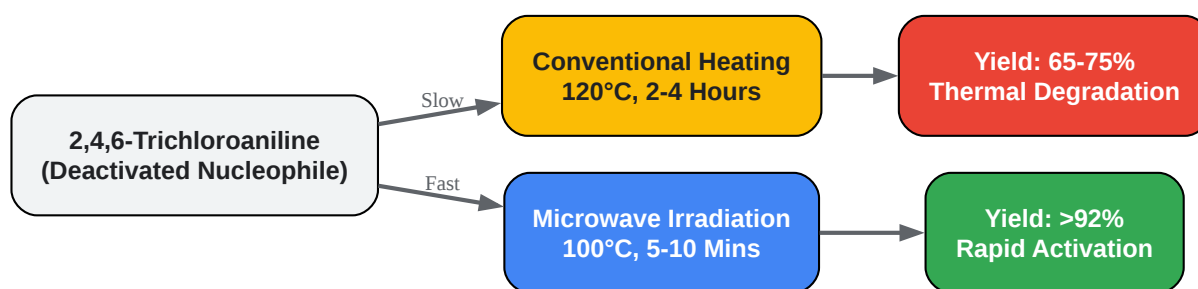 2,4,6-Trichloroaniline
(Deactivated Nucleophile)
Slow
Conventional Heating
120°C, 2-4 Hours
Yield: 65-75%
Thermal Degradation
Fast
Microwave Irradiation
100°C, 5-10 Mins
Yield: >92%
Rapid Activation